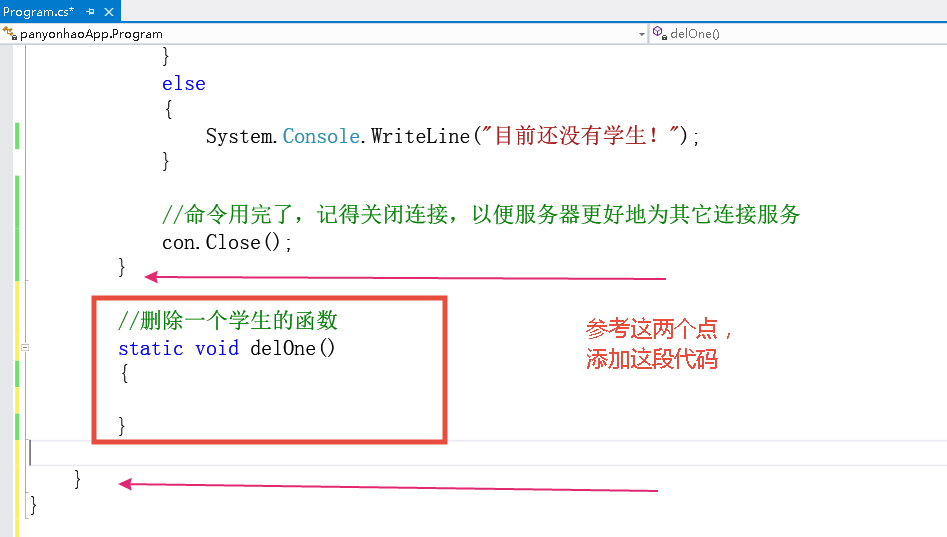 Program.cs*
panyonhaoApp.Program
delOne()
}
else
{
System.Console.WriteLine("目前还没有学生！");
}
//命令用完了，记得关闭连接，以便服务器更好地为其它连接服务
con.Close();
}
//删除一个学生的函数
static void delOne()
{
}
参考这两个点，
添加这段代码
}
}